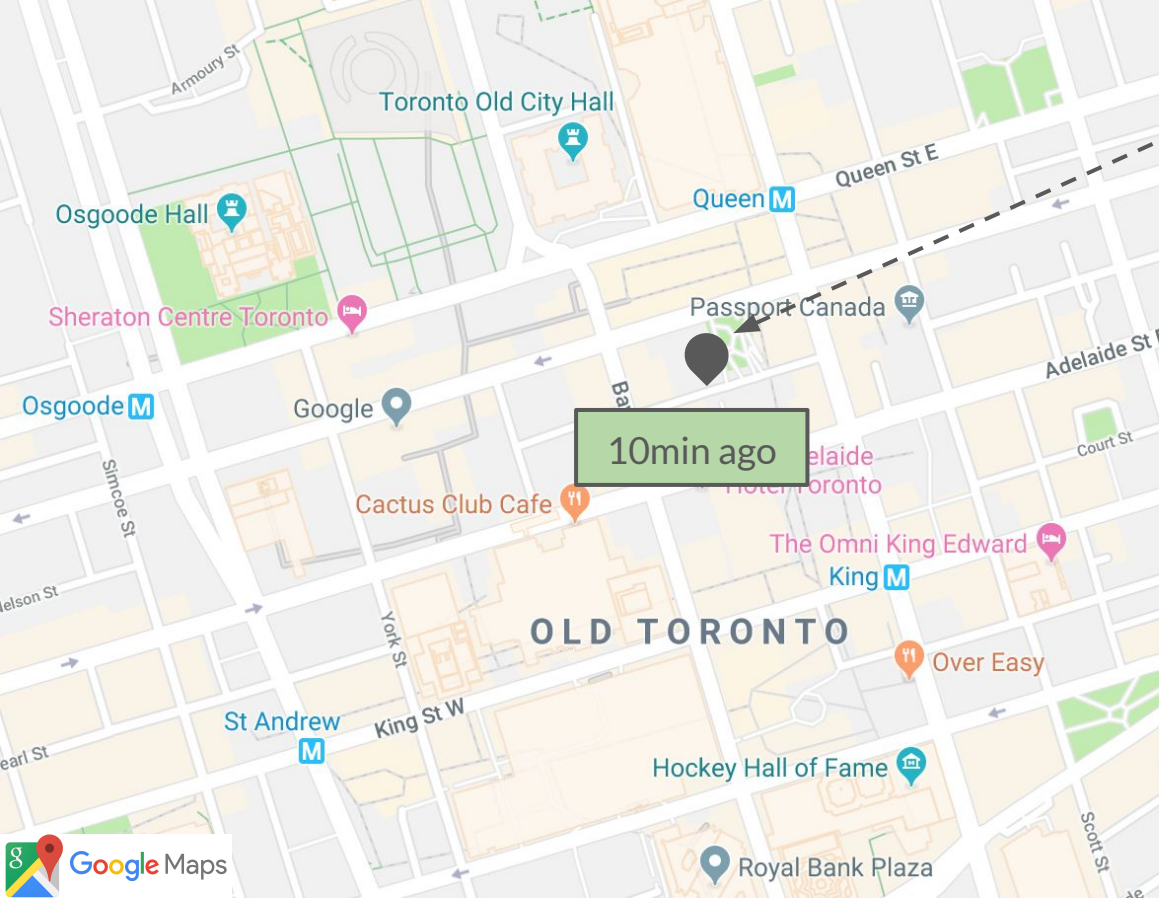 Armoury St
Toronto Old City Hall
Queen St E
Queen M
Osgoode Hall
Passport Canada
Sheraton Centre Toronto
Adelaide St
Osgoode M
Google
Court St
10min ago
elaide
Hotel Toronto
Simcoe St
Cactus Club Cafe
The Omni King Edward
King M
elson St
York St
OLD TORONTO
Over Easy
St Andrew
M
King St W
earl St
Hockey Hall of Fame
Scott St
Royal Bank Plaza
g
Google Maps